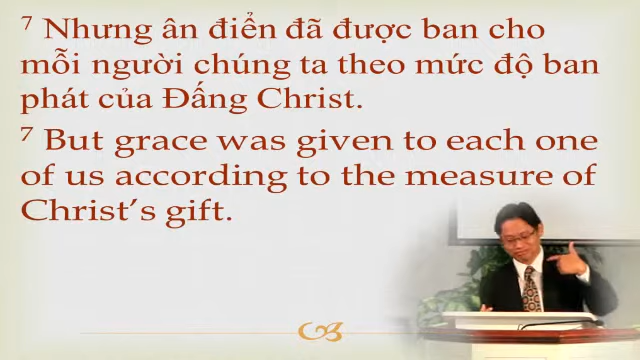 7 Nhưng ân điển đã được ban cho
mỗi người chúng ta theo mức độ ban
phát của Đấng Christ.
7 But grace was given to each one
of us according to the measure of
Christ's gift.